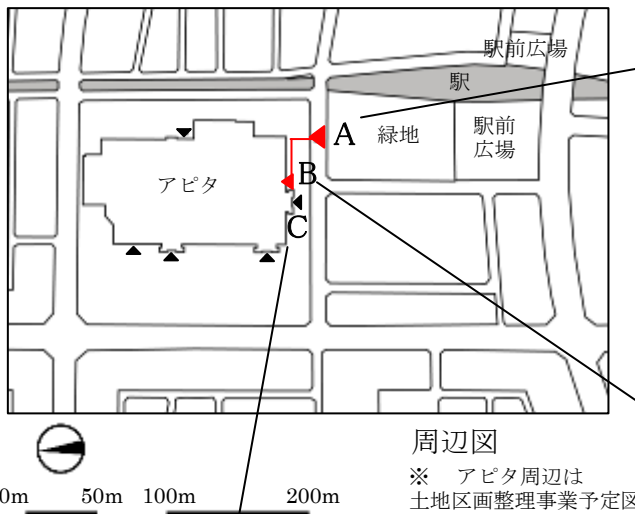 駅前広場
駅
A
緑地
駅前
広場
アピタ
B
C
周辺図
※ アピタ周辺は
土地区画整理事業予定図
0m 50m 100m 200m